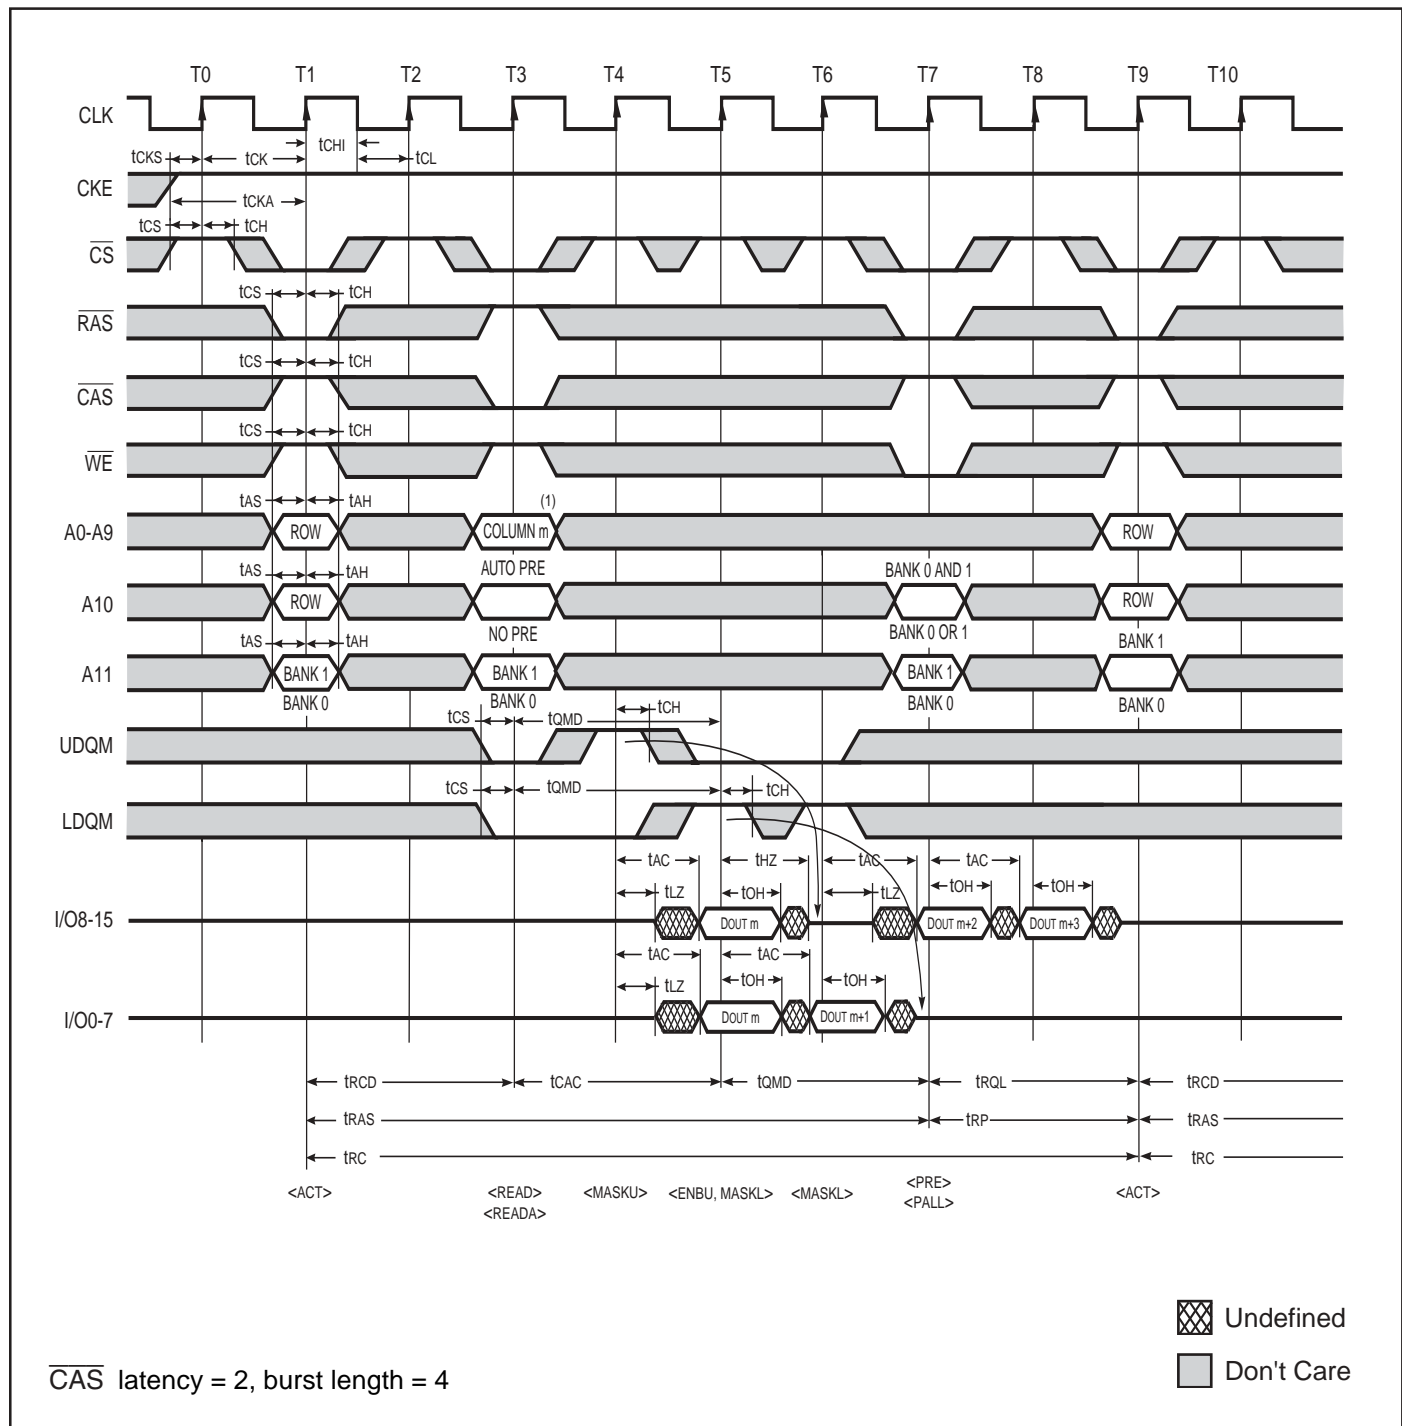 T0 T1 T2 T3 T4 T5 T6 T7 T8 T9 T10
CLK
tCHI
tCKS tCK tCL
CKE
tCKA
tCS tCH
CS
tCS tCH
RAS
tCS tCH
CAS
tCS tCH
WE
tAS tAH (1)
A0-A9 ROW COLUMN m ROW
tAS tAH AUTO PRE BANK 0 AND 1
A10 ROW ROW
NO PRE BANK 0 OR 1 BANK 1
tAS tAH
A11 BANK 1 BANK 1 BANK 1
BANK 0 BANK 0 BANK 0 BANK 0
tCS tQMD tCH
UDQM
tCS tQMD tCH
LDQM
tAC tHZ tAC tAC
tLZ tOH tLZ tOH tOH
I/O8-15 DOUT m DOUT m+2 DOUT m+3
tAC tAC
tLZ tOH tOH
I/O0-7 DOUT m DOUT m+1
tRCD tCAC tQMD tRQL tRCD
tRAS tRP tRAS
tRC tRC
<ACT> <READ> <MASKU> <ENBU, MASKL> <MASKL> <PRE> <ACT>
<READA> <PALL>
Undefined
Don't Care
CAS latency = 2, burst length = 4